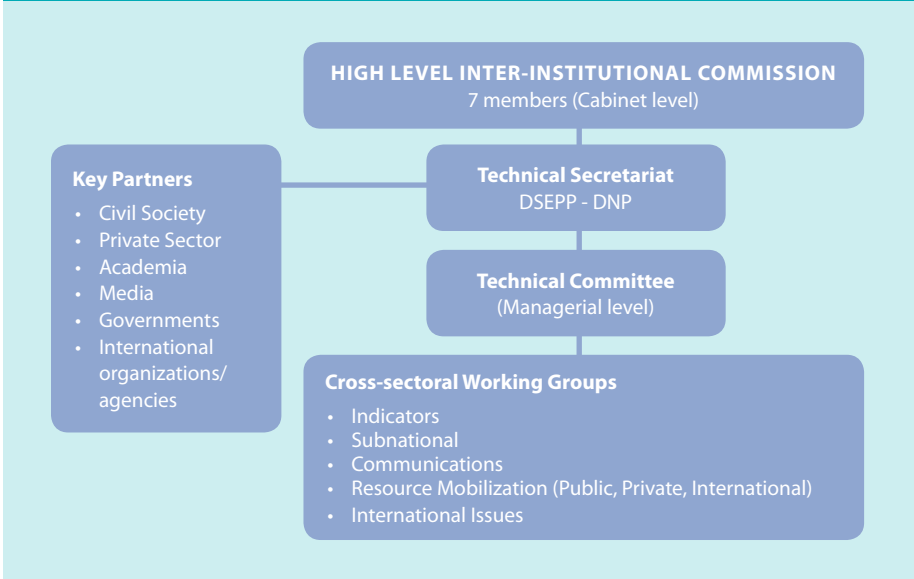 HIGH LEVEL INTER-INSTITUTIONAL COMMISSION
7 members (Cabinet level)
Key Partners
• Civil Society
• Private Sector
• Academia
• Media
• Governments
• International
organizations/
agencies
Technical Secretariat
DSEPP - DNP
Technical Committee
(Managerial level)
Cross-sectoral Working Groups
• Indicators
• Subnational
• Communications
• Resource Mobilization (Public, Private, International)
• International Issues